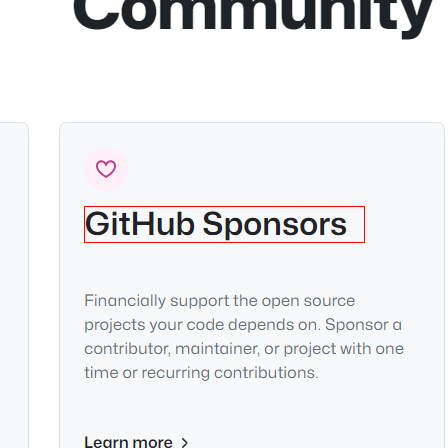 Community
GitHub Sponsors
Financially support the open source
projects your code depends on. Sponsor a
contributor, maintainer, or project with one
time or recurring contributions.
Learn more